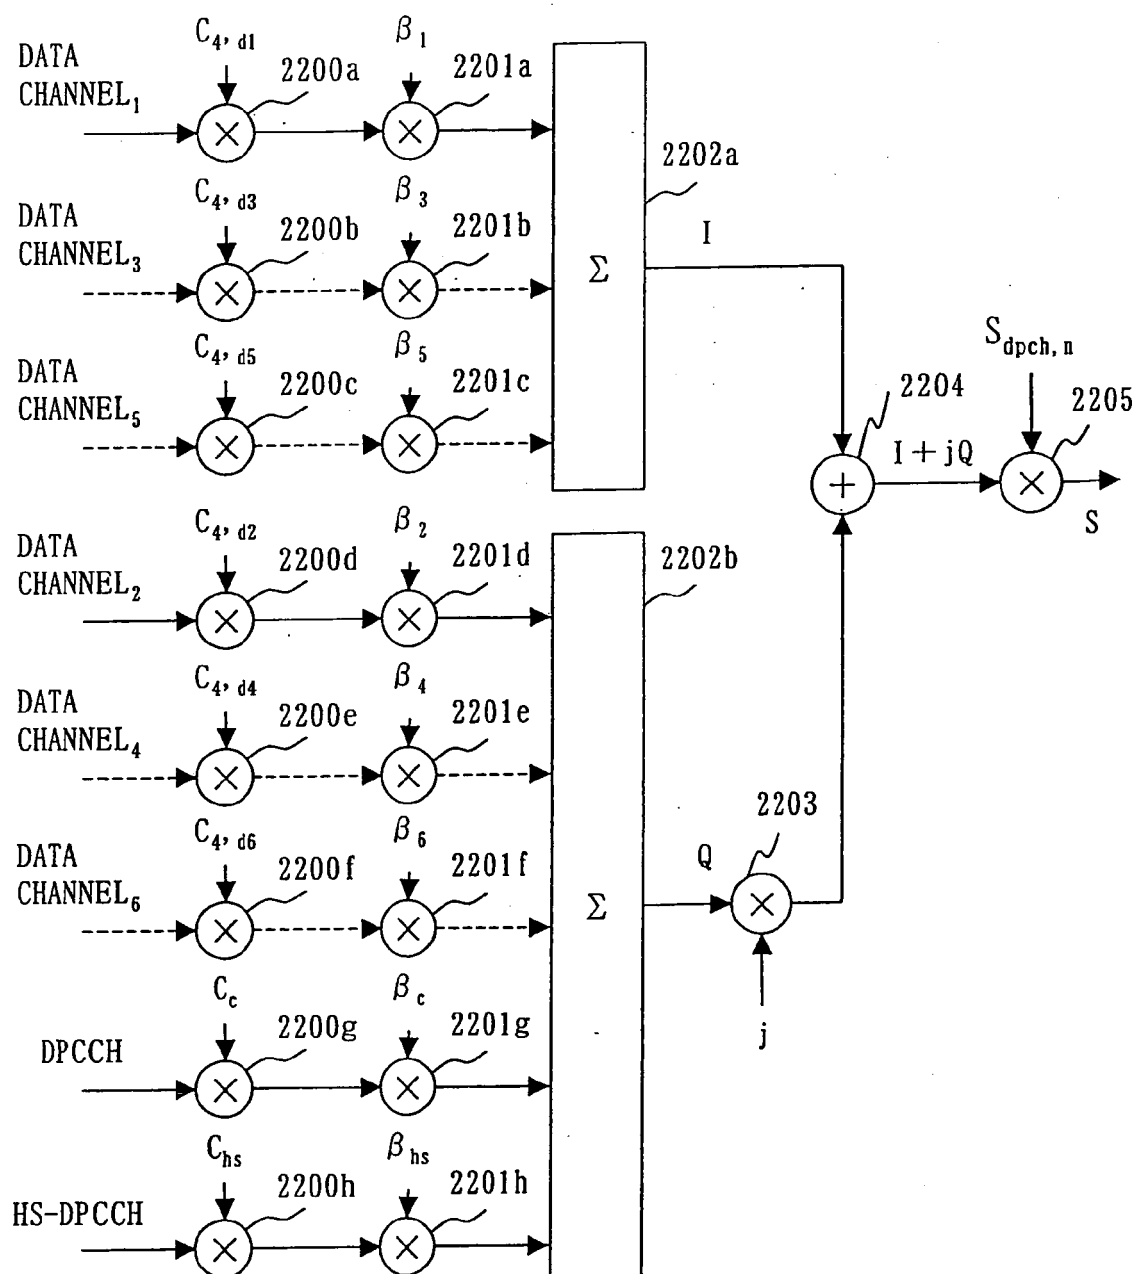 C4, d1 β1
DATA CHANNEL1 2200a 2201a
2202a
C4, d3 β3
DATA CHANNEL3 2200b 2201b
I
Σ
C4, d5 β5
DATA CHANNEL5 2200c 2201c
Sdpch, n
2204 2205
I+jQ
S
C4, d2 β2
DATA CHANNEL2 2200d 2201d
2202b
C4, d4 β4
DATA CHANNEL4 2200e 2201e
2203
C4, d6 β6
DATA CHANNEL6 2200f 2201f
Q
Σ
j
Cc βc
DPCCH 2200g 2201g
Chs βhs
HS-DPCCH 2200h 2201h